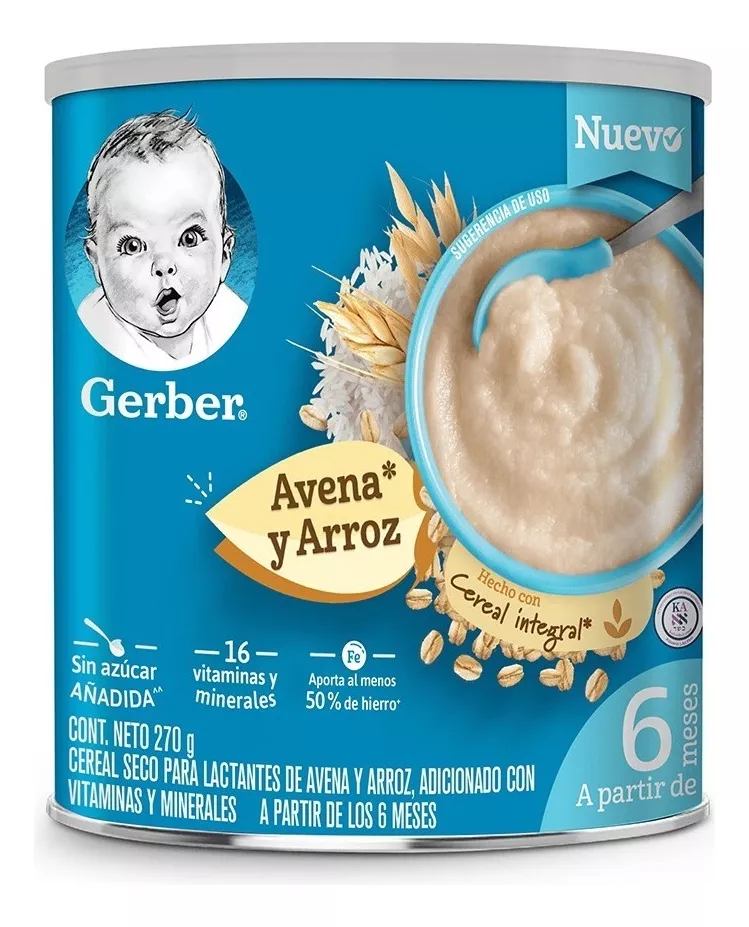 Nuevo
SUGERENCIA DE USO
Gerber®
Avena*
y Arroz
Hecho con
Cereal integral*
KA
Sin azúcar
AÑADIDA^^
16
vitaminas y
minerales
Fe
Aporta al menos
50% de hierro+
CONT. NETO 270 g
CEREAL SECO PARA LACTANTES DE AVENA Y ARROZ, ADICIONADO CON
VITAMINAS Y MINERALES A PARTIR DE LOS 6 MESES
6
meses
A partir de